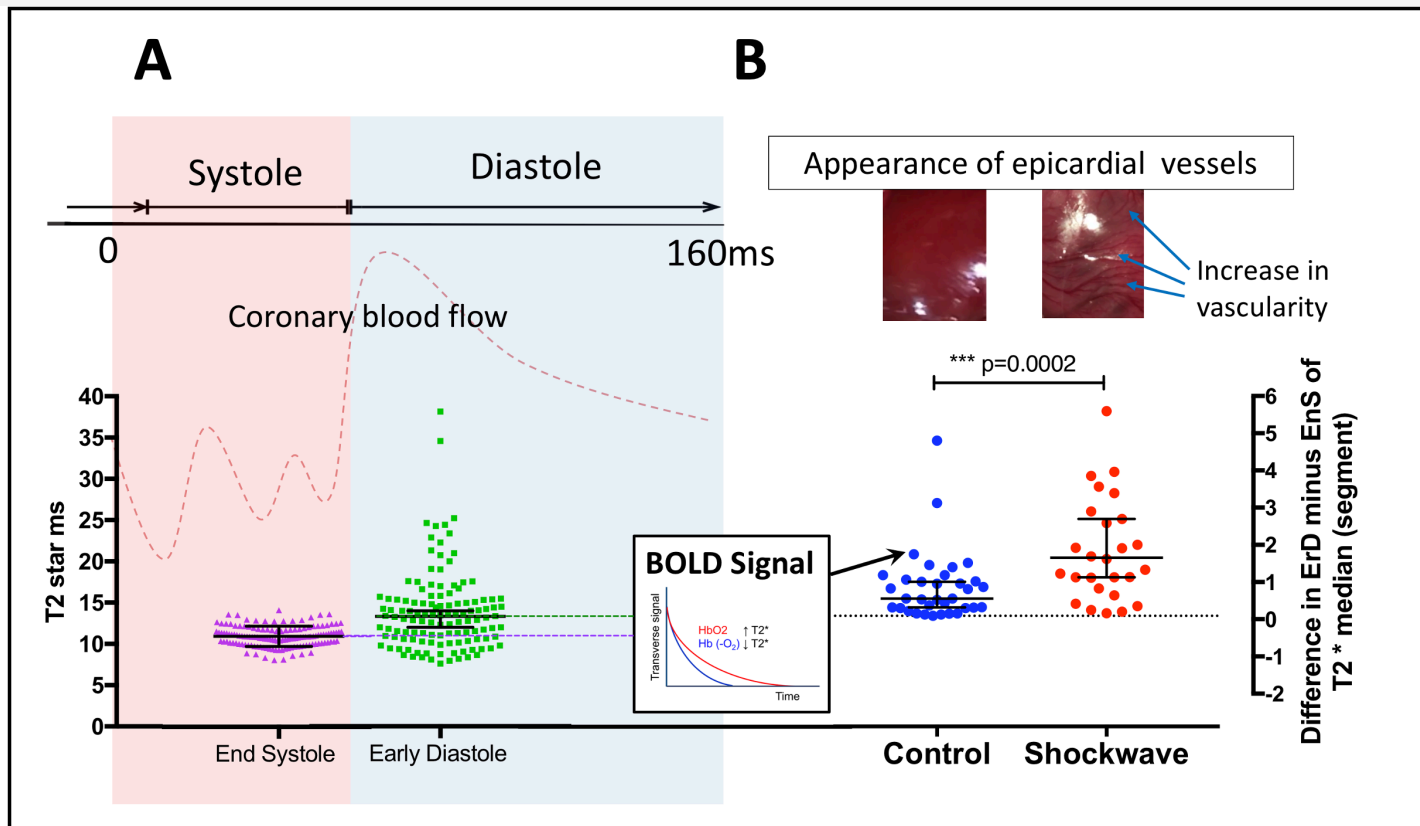 A
B
Systole
Diastole
0
160ms
Coronary blood flow
Appearance of epicardial vessels
Increase in
vascularity
*** p=0.0002
40
35
30
25
20
15
10
5
0
T2 star ms
End Systole
Early Diastole
BOLD Signal
Transverse signal
HbO2 ↑ T2*
Hb (-O₂) ↓ T2*
Time
6
5
4
3
2
1
0
-1
-2
Difference in ErD minus EnS of
T2 * median (segment)
Control
Shockwave